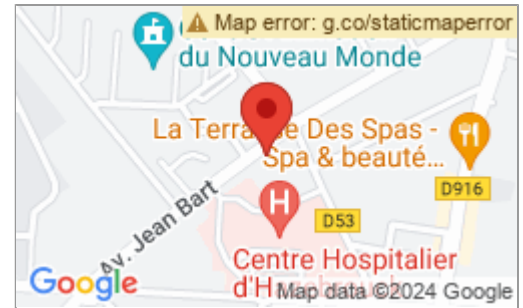 Map error: g.co/staticmaperror
du Nouveau Monde
La Terrasse Des Spas -
Spa & beauté...
D916
Av. Jean Bart
H
D53
Centre Hospitalier
Google
Map data ©2024 Google